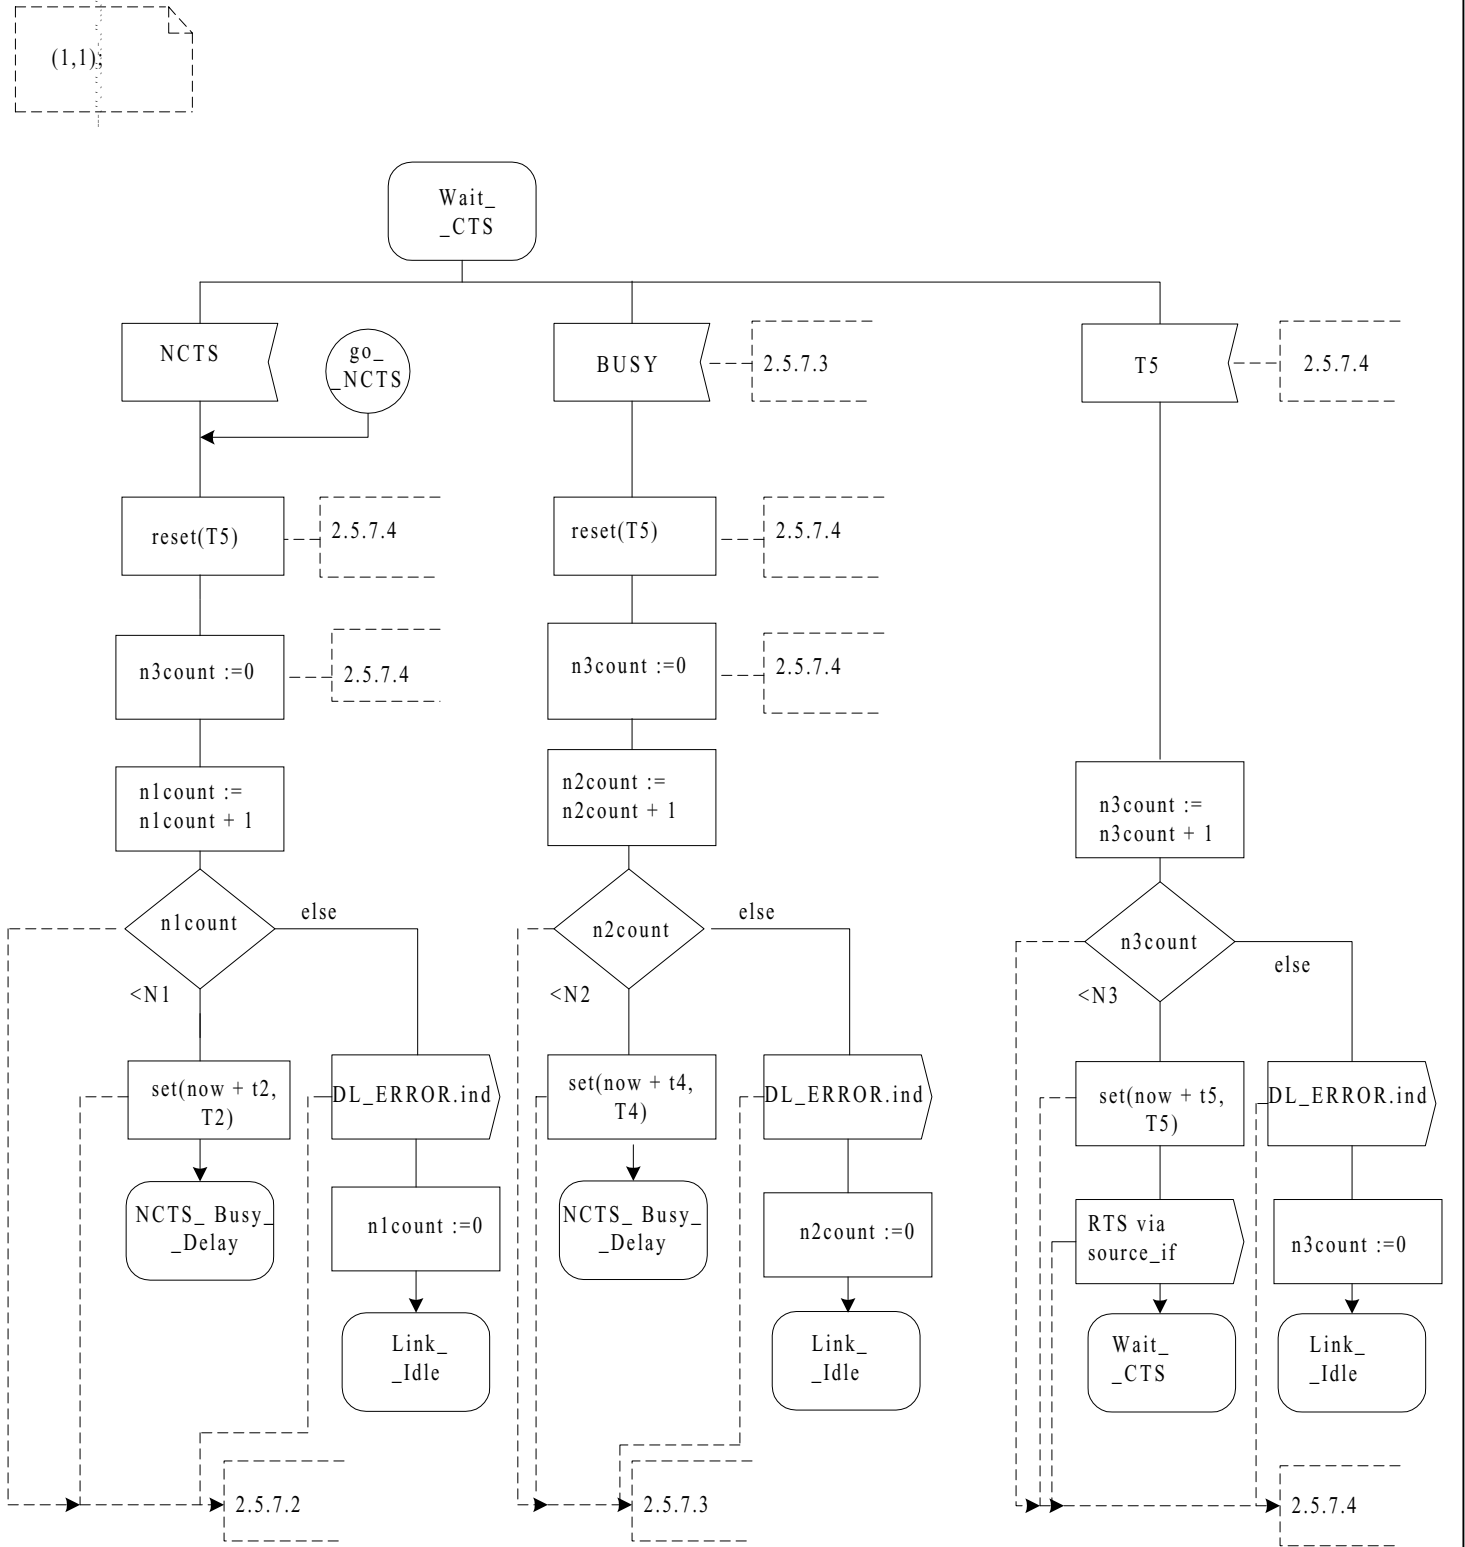 (1,1);
Wait_
_CTS
NCTS
go_
_NCTS
BUSY
2.5.7.3
T5
2.5.7.4
reset(T5)
2.5.7.4
reset(T5)
2.5.7.4
n3count :=0
2.5.7.4
n3count :=0
2.5.7.4
n1count :=
n1count + 1
n2count :=
n2count + 1
n3count :=
n3count + 1
n1count
else
<N1
n2count
else
<N2
n3count
else
<N3
set(now + t2,
T2)
DL_ERROR.ind
set(now + t4,
T4)
DL_ERROR.ind
set(now + t5,
T5)
DL_ERROR.ind
NCTS_ Busy_
_Delay
n1count :=0
NCTS_ Busy_
_Delay
n2count :=0
RTS via
source_if
n3count :=0
Link_
_Idle
Link_
_Idle
Wait_
_CTS
Link_
_Idle
2.5.7.2
2.5.7.3
2.5.7.4